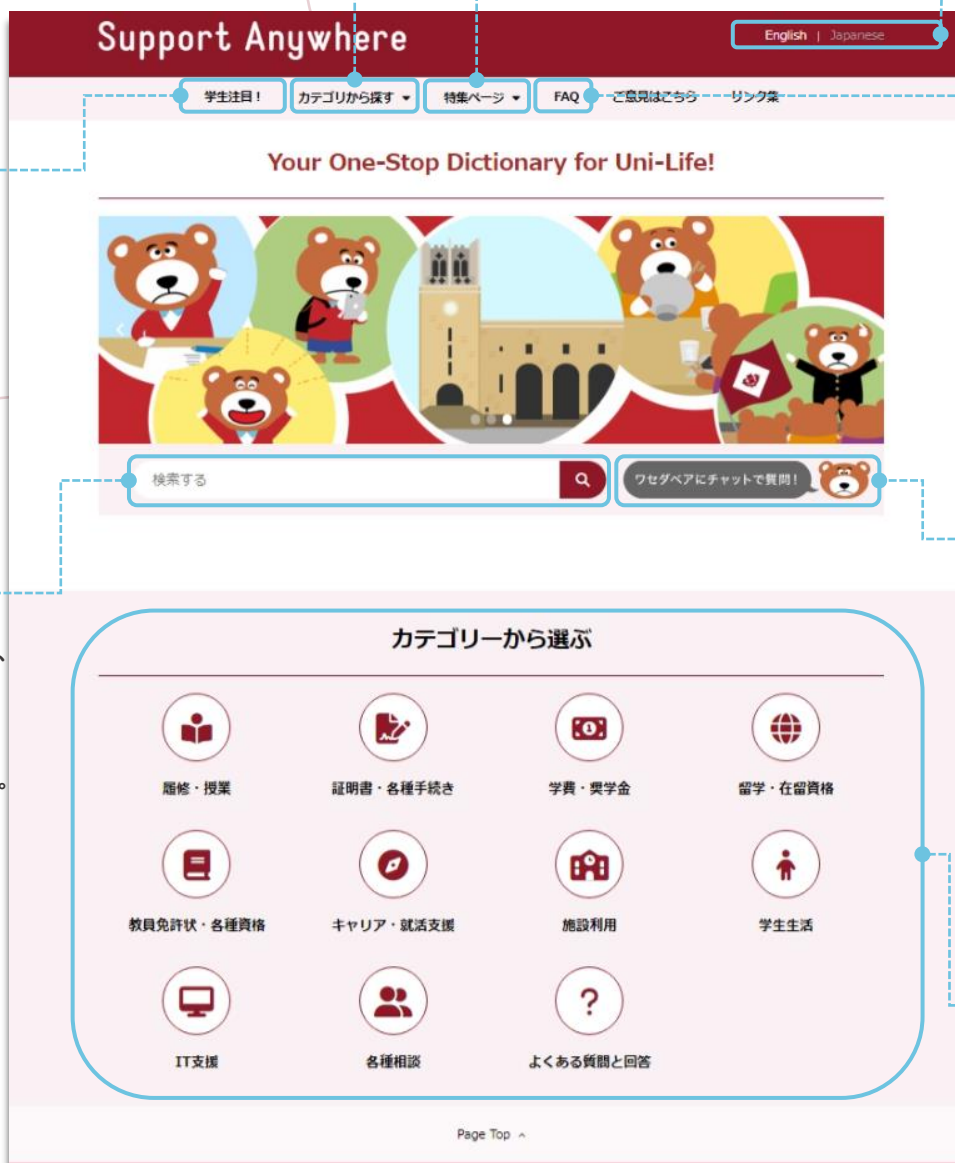 Support Anywhere
English | Japanese
学生注目！ カテゴリから探す 特集ページ FAQ ご意見はこちら リンク集
Your One-Stop Dictionary for Uni-Life!
検索する
ワセダベアにチャットで質問！
、
。
カテゴリーから選ぶ
履修・授業 証明書・各種手続き 学費・奨学金 留学・在留資格
教員免許状・各種資格 キャリア・就活支援 施設利用 学生生活
IT支援 各種相談 よくある質問と回答
Page Top